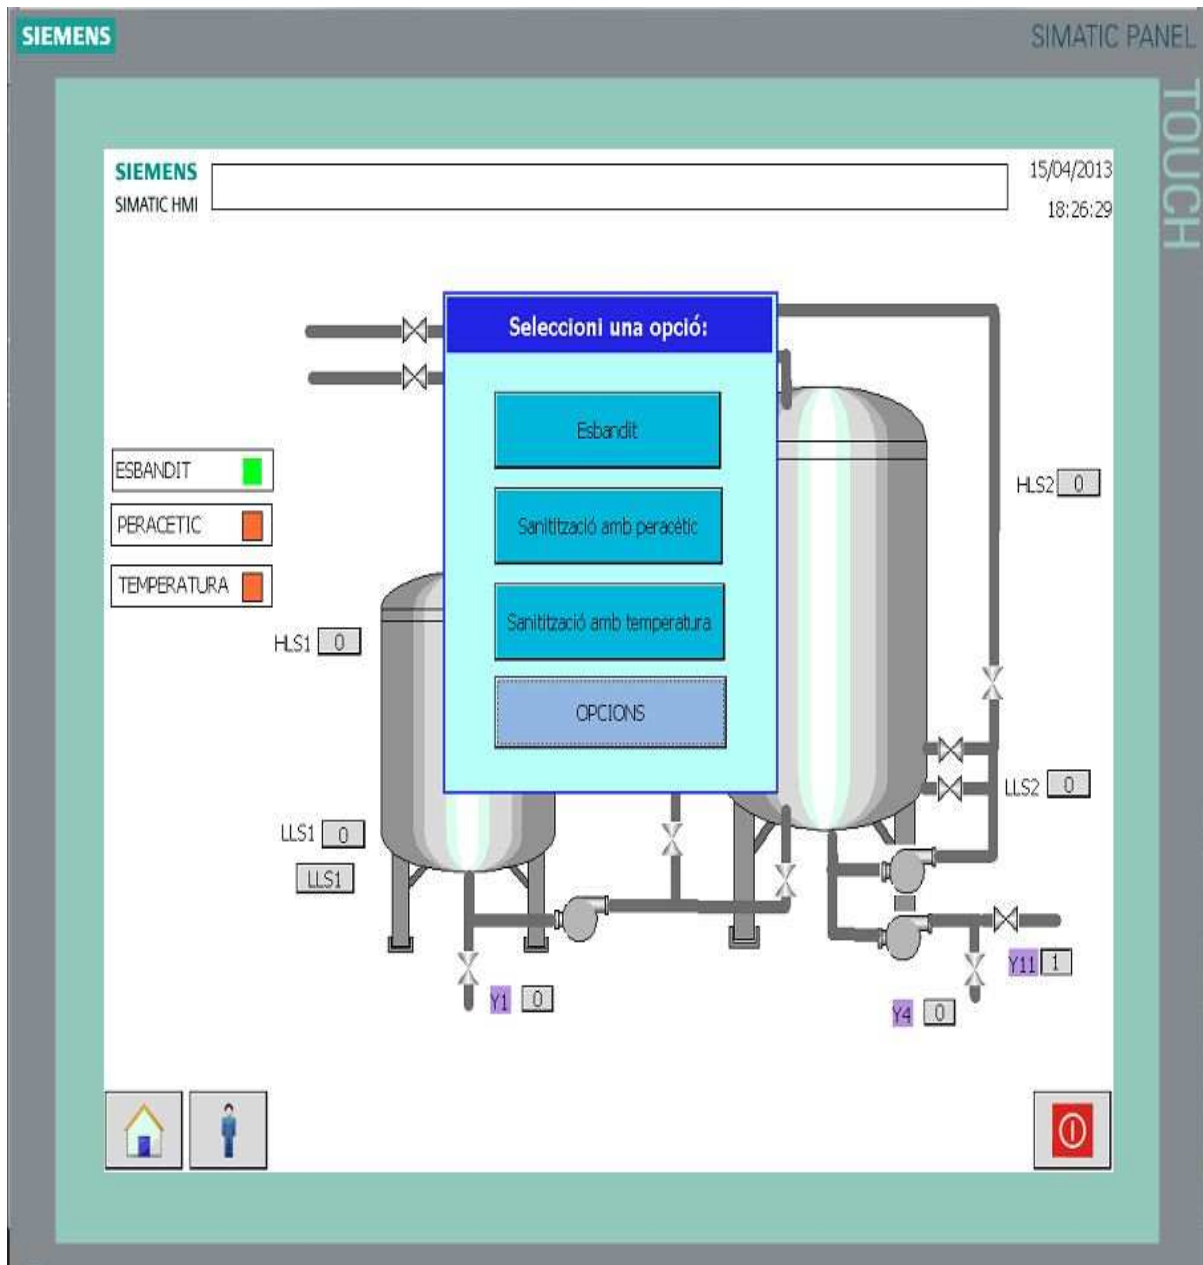 SIEMENS
SIMATIC PANEL
TOUCH
SIEMENS
SIMATIC HMI
15/04/2013
18:26:29
Seleccioni una opció:
Esbandit
Sanitització amb peracètic
Sanitització amb temperatura
OPCIONS
ESBANDIT
PERACETIC
TEMPERATURA
HLS2 0
HLS1 0
LLS2 0
LLS1 0
LLS1
Y11 1
Y1 0
Y4 0